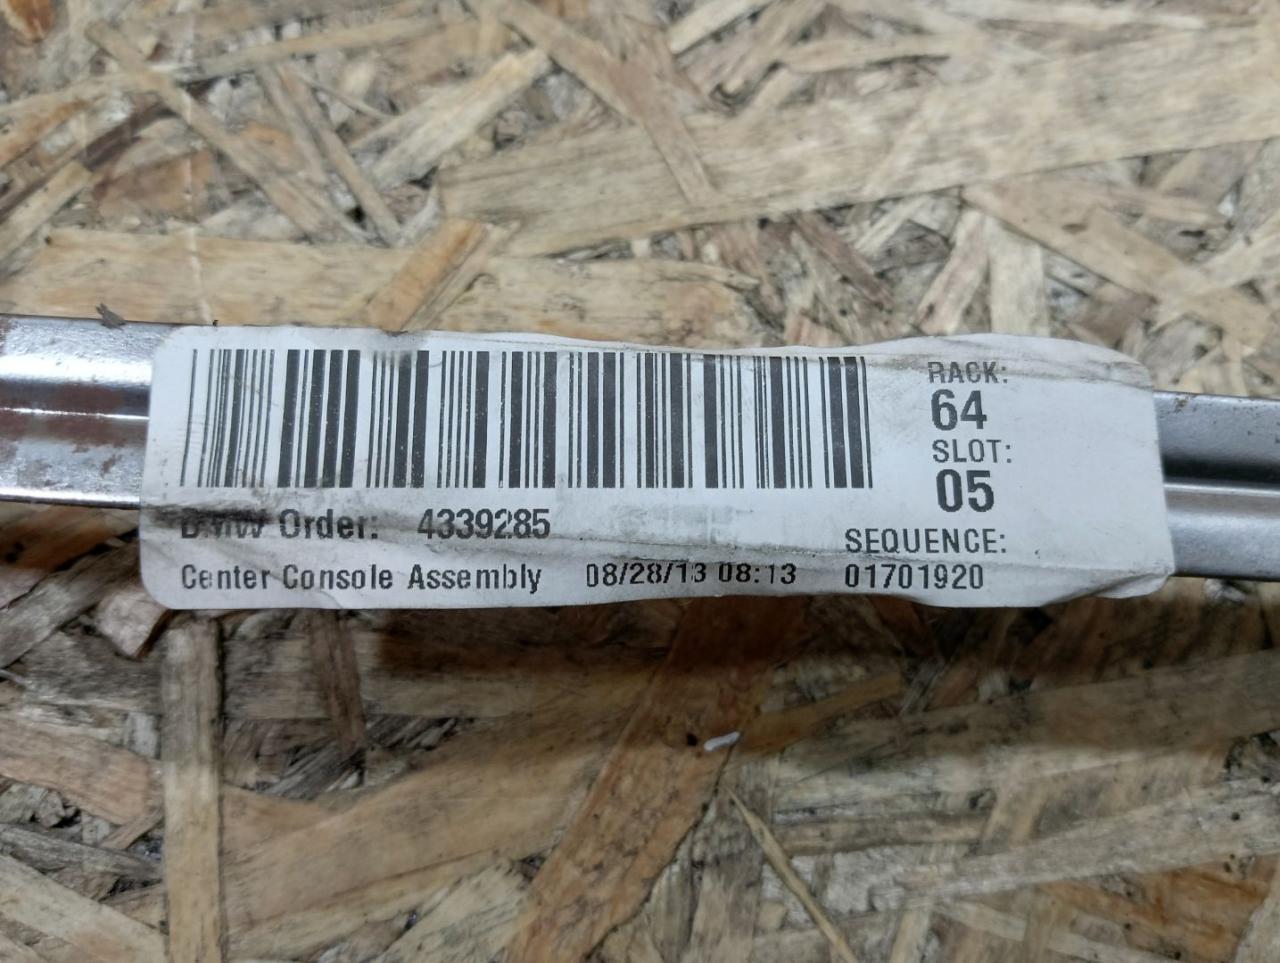 RACK:
64
SLOT:
05
BMW Order: 4339285
SEQUENCE:
Center Console Assembly 08/28/13 08:13 01701920